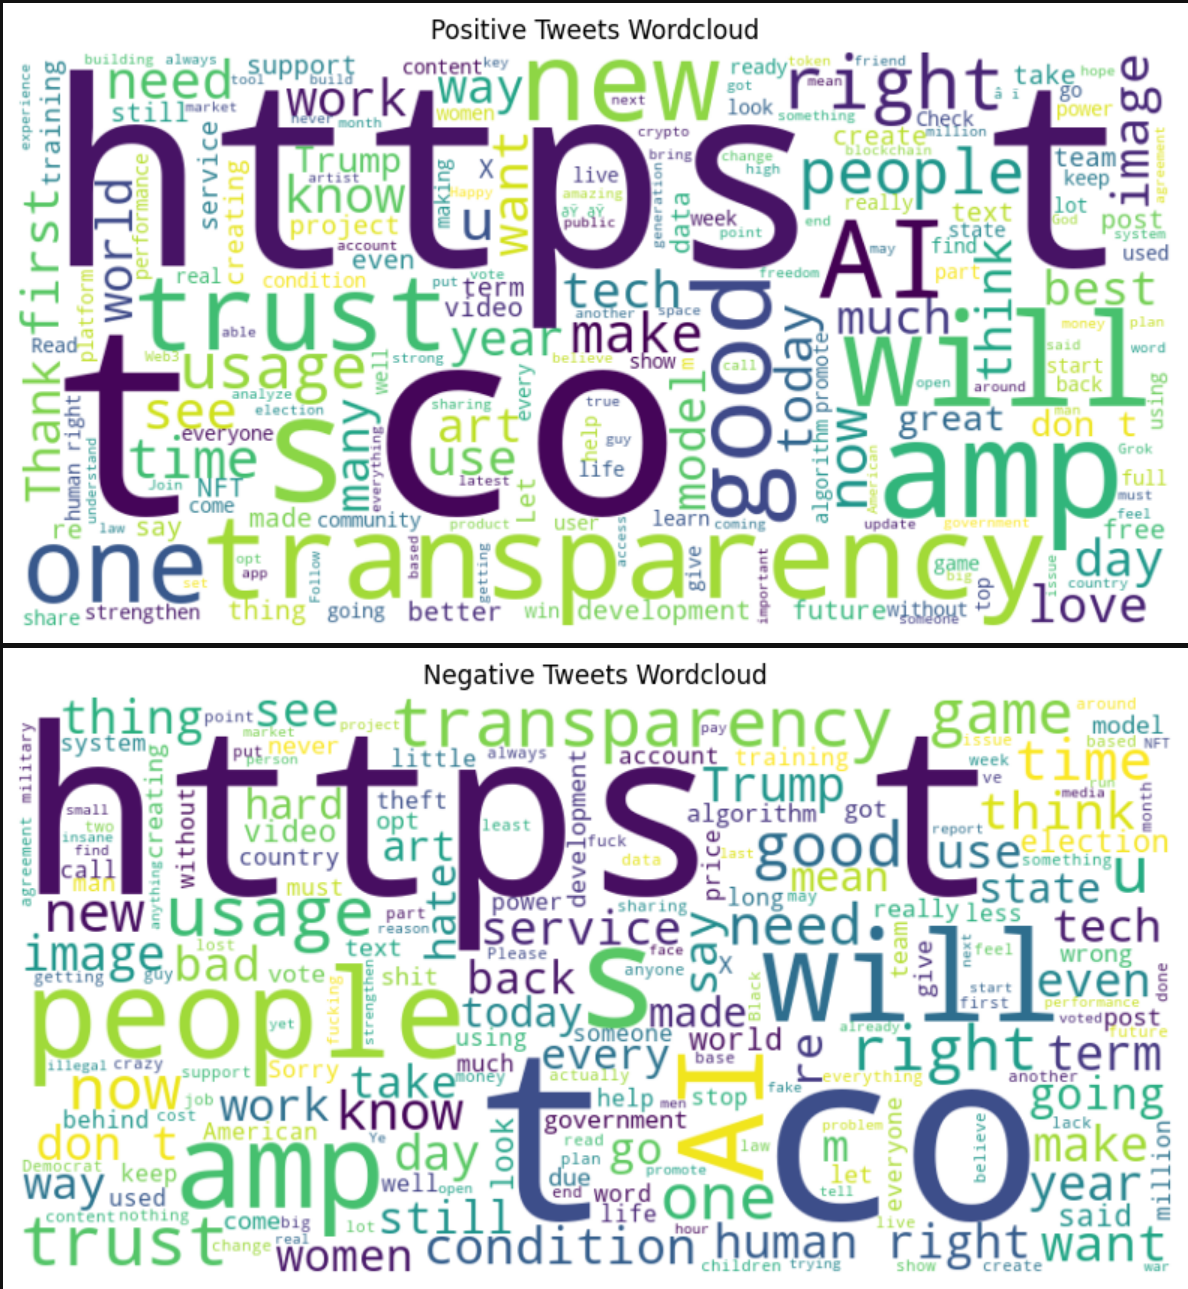 Positive Tweets Wordcloud
building always
experience
need
tool
support
build
work
content
key
way
new
next
ready
token
friend
right
mean
â i
take
hope
go
power
image
training
still
market
never
month
women
got
look
something
Check
million
create
blockchain
https t
crypto
bring
change
high
people
team
keep
agreement
world
performance
service
creating
Trump
artist
know
project
account
even
making
X
Happy
u
want
live
amazing
âŸ âŸ
public
generation
data
week
point
end
really
text
state
find
lot
God
post
system
used
AI
may
part
think
first
platform
real
condition
put
vote
term
video
tech
another
space
freedom
good
much
best
trust
able
year
make
show
believe
m
call
today
promote
will
money
plan
said
word
start
back
open
around
Read
Web3
usage
well
strong
every
model
algorithm
using
Thank
t co
analyze
election
see
everyone
time
s
many
everything
sharing
art
use
latest
Let
true
help
guy
life
now
great
man
don t
Grok
full
must
feel
free
human right
understand
Join
NFT
come
American
amp
re
law
say
made
community
product
user
access
learn
coming
update
government
one
set
transparency
opt
app
Follow
based
getting
give
important
game
big
top
issue
day
country
share
strengthen
thing
going
better
win
development
future
without
someone
love
Negative Tweets Wordcloud
thing
point
see
market
project
person
transparency
pay
game
around
model
issue
based
NFT
military
system
put
never
little
always
account
training
week
ve
time
run
https t
small
two
insane
find
call
man
creating
anything
without
hard
video
country
must
theft
opt
art
hate
least
development
fuck
data
Trump
algorithm
got
price
last
good
mean
report
use
think
media
month
election
something
agreement
new
usage
part
reason
power
sharing
long
may
state
u
service
Please
face
say
need
really
less
tech
image
getting
guy
lost
bad
vote
text
shit
back
s
anyone
X
team
give
next
feel
wrong
will
start
first
even
done
people
yet
fucking
strengthen
today
made
Black
performance
voted
post
future
using
someone
world
already
right
term
illegal
crazy
support
Sorry
much
money
every
actually
base
re
fake
everything
another
now
job
take
help
men
stop
going
behind
cost
work
know
government
AI
law
t co
problem
m
let
tell
everyone
believe
lack
make
don t
American
Ye
day
look
read
plan
go
promote
million
Democrat
keep
amp
way
used
well
open
due
end
word
life
one
year
said
content
nothing
come
big
lot
still
hour
live
trust
change
real
women
condition
children
human
trying
right
show
create
want
war